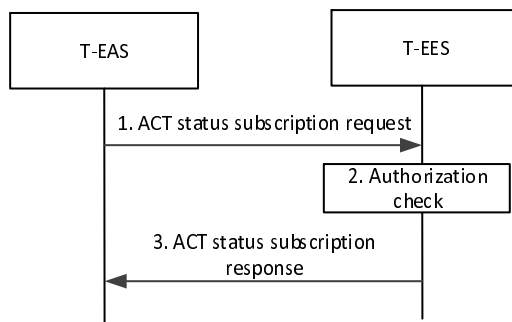 T-EAS
T-EES
1. ACT status subscription request
2. Authorization
check
3. ACT status subscription
response